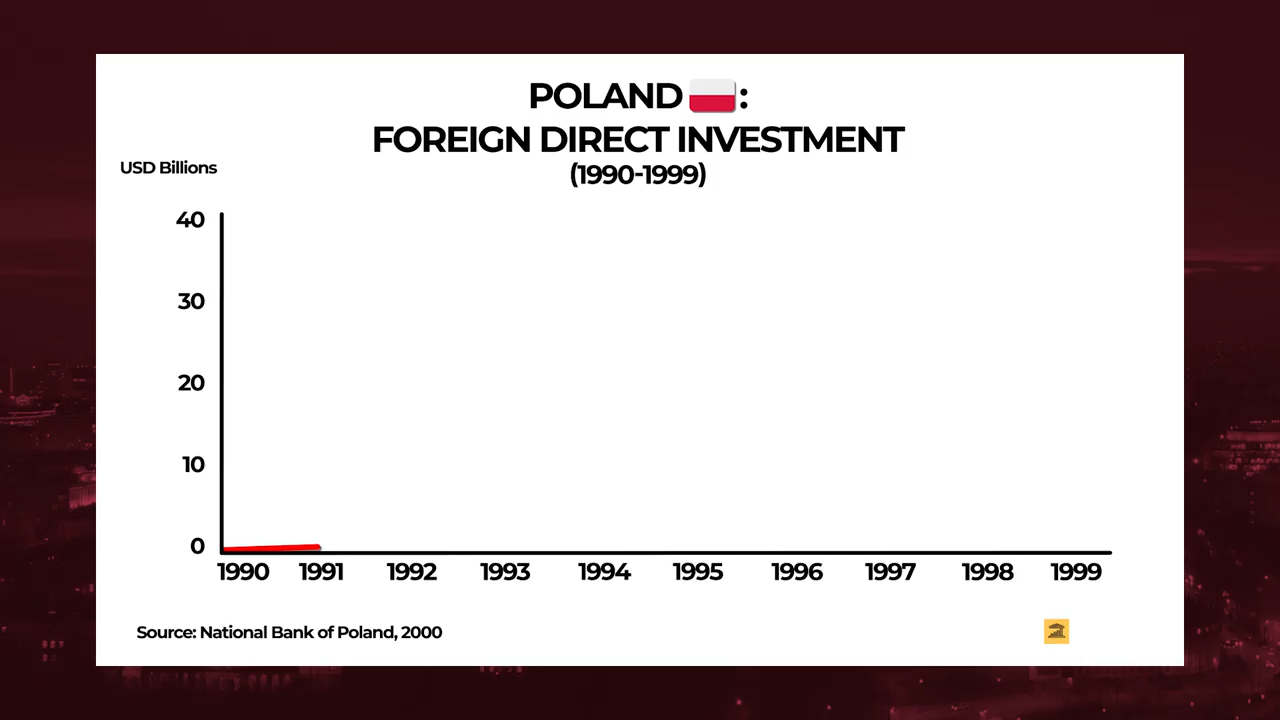 POLAND 🇵🇱:
FOREIGN DIRECT INVESTMENT
(1990-1999)
USD Billions
40
30
20
10
0
1990 1991 1992 1993 1994 1995 1996 1997 1998 1999
Source: National Bank of Poland, 2000